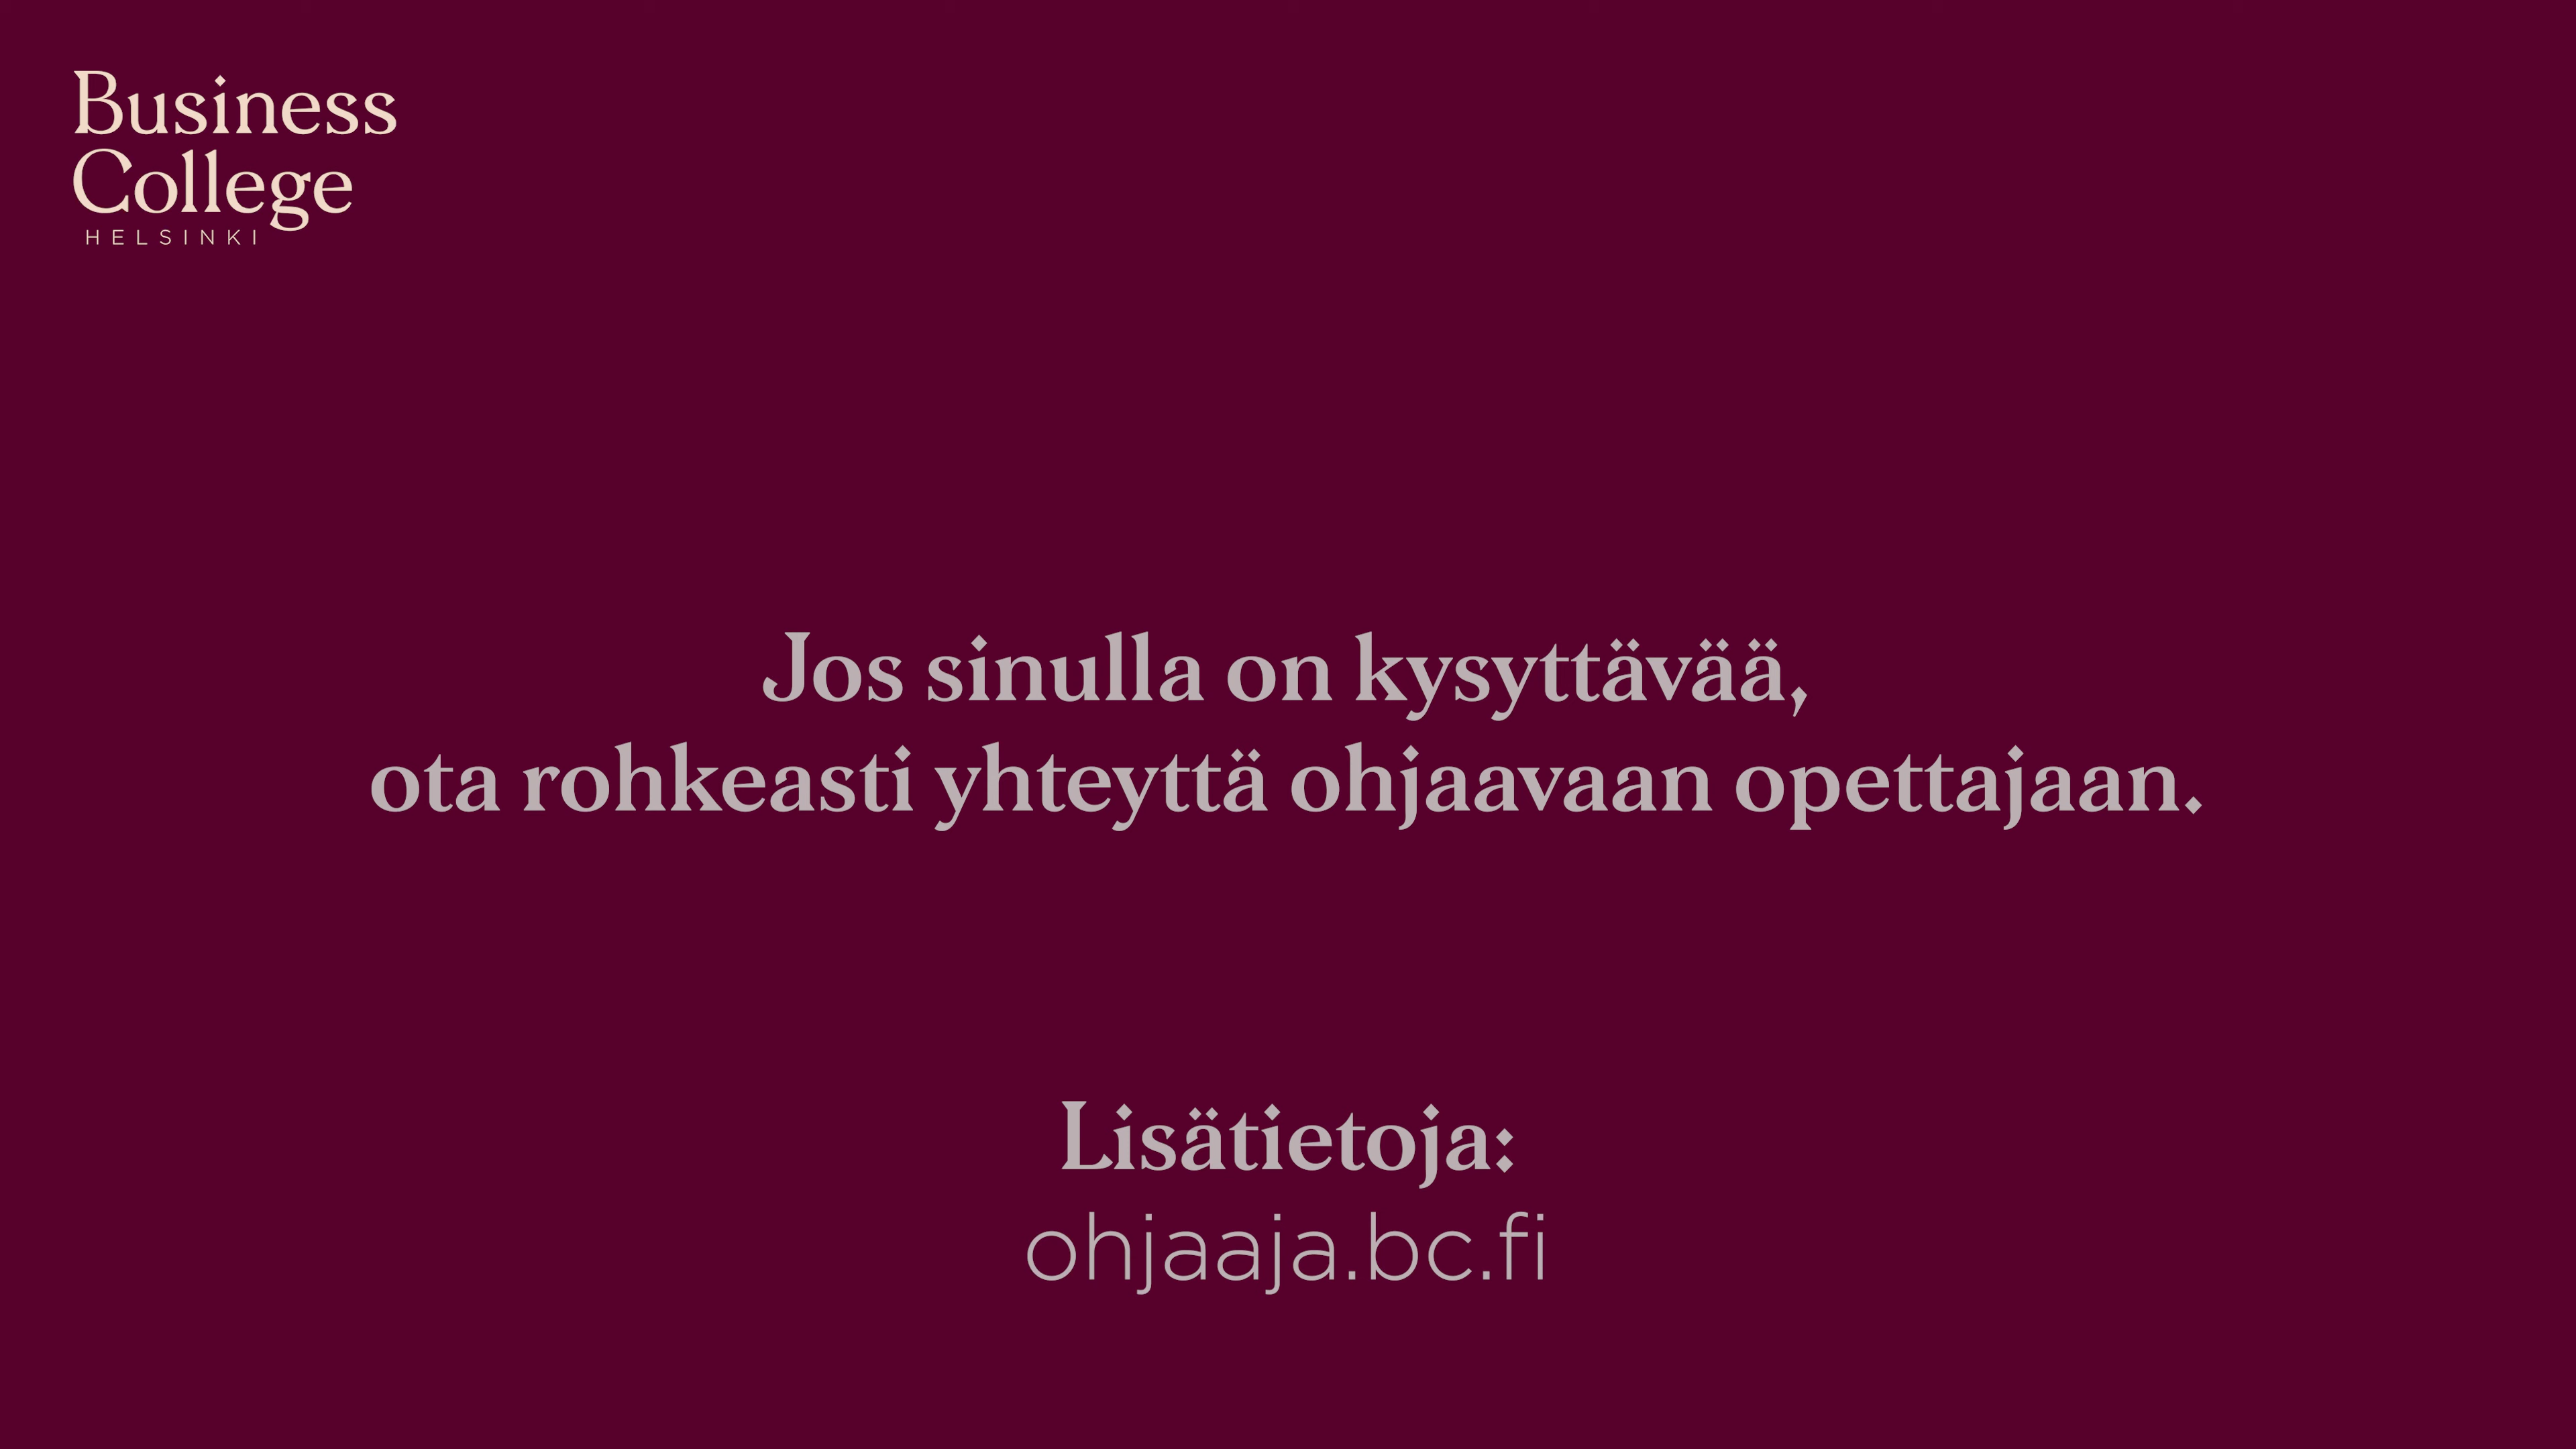 Business
College
HELSINKI
Jos sinulla on kysyttävää,
ota rohkeasti yhteyttä ohjaavaan opettajaan.
Lisätietoja:
ohjaaja.bc.fi